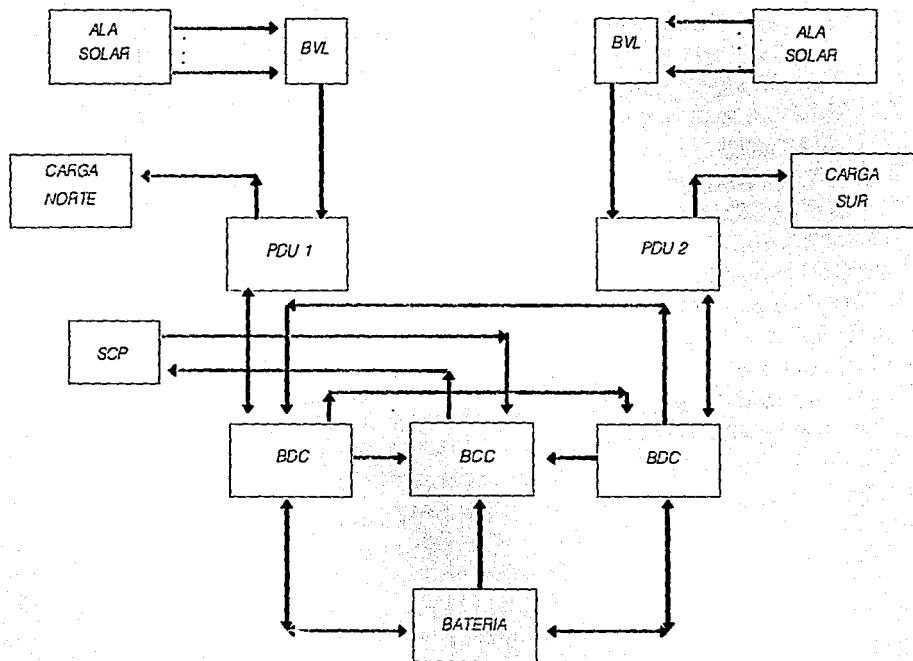 ALA
SOLAR
BVL
BVL
ALA
SOLAR
CARGA
NORTE
CARGA
SUR
PDU 1
PDU 2
SCP
BDC
BCC
BDC
BATERIA